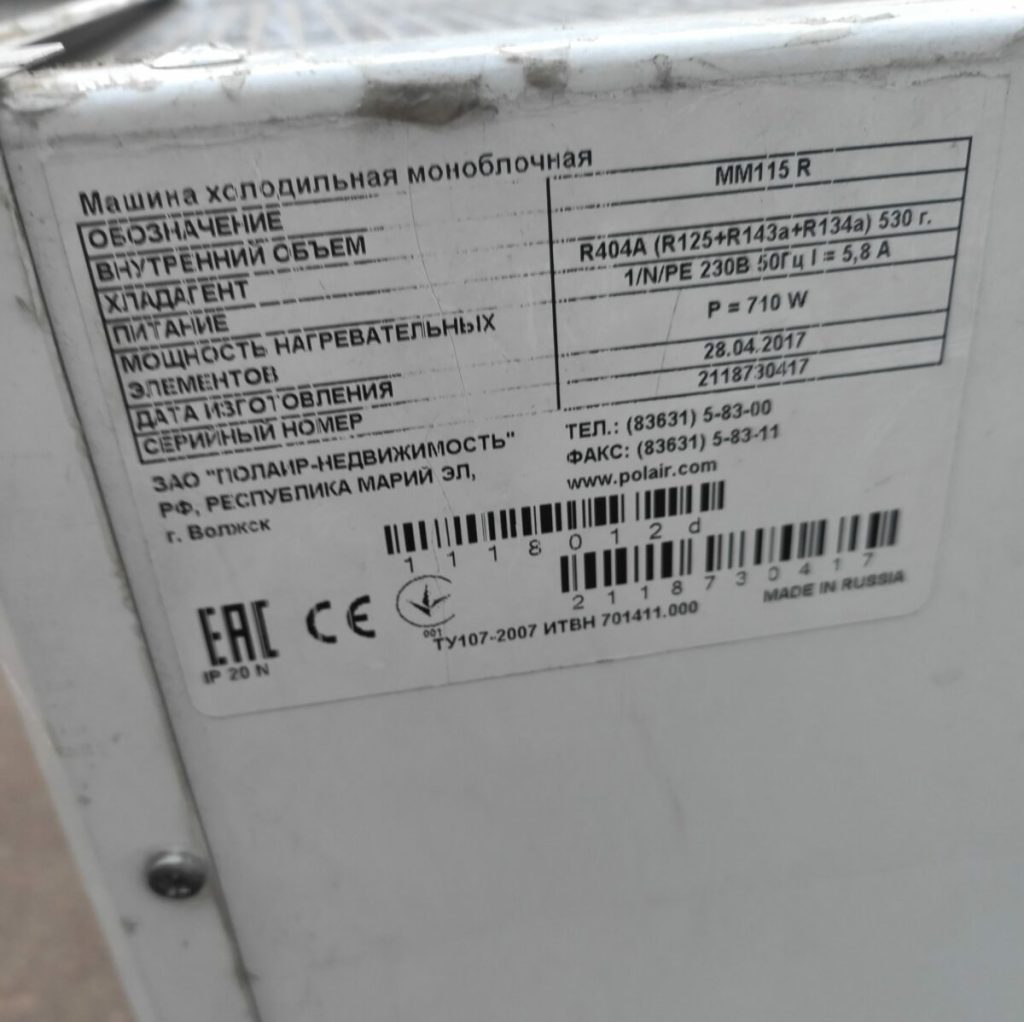 Машина холодильная моноблочная
ОБОЗНАЧЕНИЕ MM115 R
ВНУТРЕННИЙ ОБЪЕМ
ХЛАДАГЕНТ R404A (R125+R143a+R134a) 530 г.
ПИТАНИЕ 1/N/PE 230В 50Гц I = 5,8 А
МОЩНОСТЬ НАГРЕВАТЕЛЬНЫХ
ЭЛЕМЕНТОВ P = 710 W
ДАТА ИЗГОТОВЛЕНИЯ 28.04.2017
СЕРИЙНЫЙ НОМЕР 2118730417
ЗАО "ПОЛАИР-НЕДВИЖИМОСТЬ" ТЕЛ.: (83631) 5-83-00
РФ, РЕСПУБЛИКА МАРИЙ ЭЛ, ФАКС: (83631) 5-83-11
г. Волжск www.polair.com
1118012d
2118730417
EAC CE 001
IP 20 N ТУ107-2007 ИТВН 701411.000 MADE IN RUSSIA